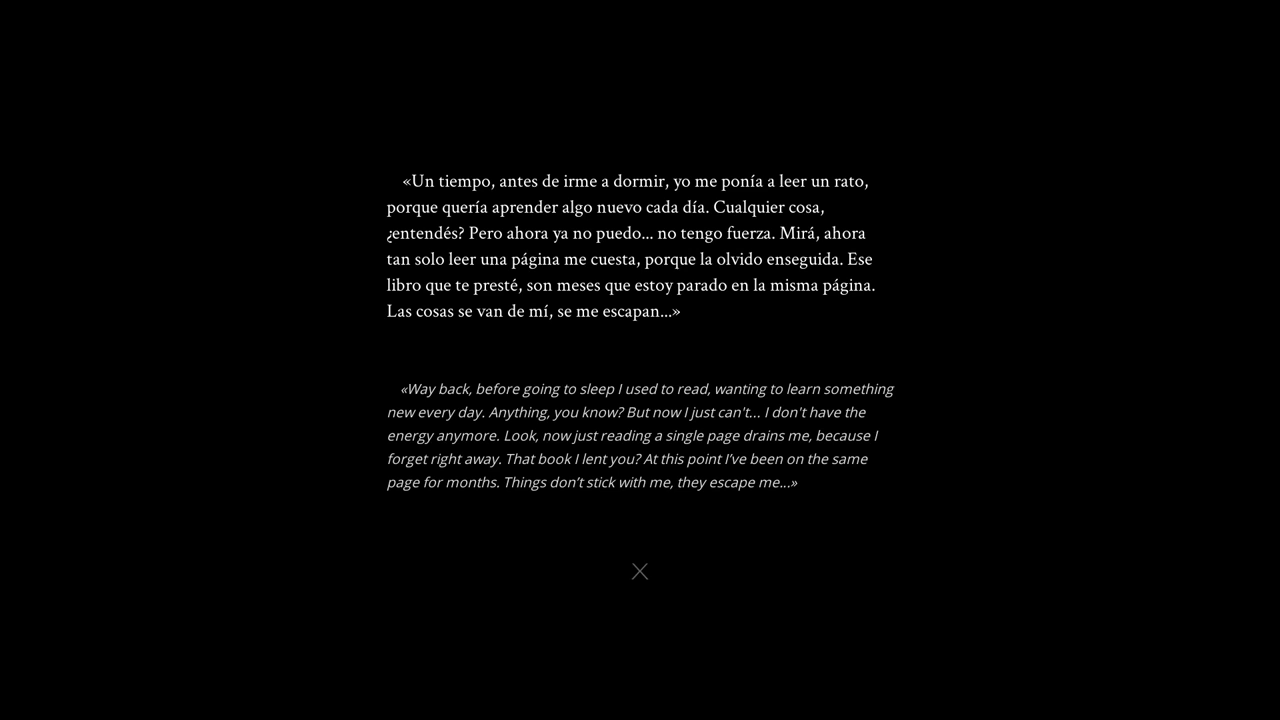 «Un tiempo, antes de irme a dormir, yo me ponía a leer un rato,
porque quería aprender algo nuevo cada día. Cualquier cosa,
¿entendés? Pero ahora ya no puedo... no tengo fuerza. Mirá, ahora
tan solo leer una página me cuesta, porque la olvido enseguida. Ese
libro que te presté, son meses que estoy parado en la misma página.
Las cosas se van de mí, se me escapan...»
«Way back, before going to sleep I used to read, wanting to learn something
new every day. Anything, you know? But now I just can't... I don't have the
energy anymore. Look, now just reading a single page drains me, because I
forget right away. That book I lent you? At this point I’ve been on the same
page for months. Things don’t stick with me, they escape me...»